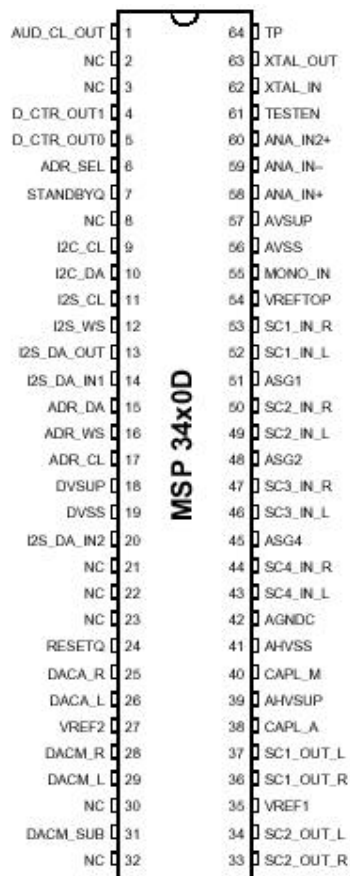 AUD_CL_OUT 1 64 TP
NC 2 63 XTAL_OUT
NC 3 62 XTAL_IN
D_CTR_OUT1 4 61 TESTEN
D_CTR_OUT0 5 60 ANA_IN2+
ADR_SEL 6 59 ANA_IN–
STANDBYQ 7 58 ANA_IN+
NC 8 57 AVSUP
I2C_CL 9 56 AVSS
I2C_DA 10 55 MONO_IN
I2S_CL 11 54 VREFTOP
I2S_WS 12 53 SC1_IN_R
I2S_DA_OUT 13 52 SC1_IN_L
I2S_DA_IN1 14 51 ASG1
ADR_DA 15 50 SC2_IN_R
ADR_WS 16 49 SC2_IN_L
ADR_CL 17 48 ASG2
DVSUP 18 47 SC3_IN_R
DVSS 19 46 SC3_IN_L
I2S_DA_IN2 20 45 ASG4
NC 21 44 SC4_IN_R
NC 22 43 SC4_IN_L
NC 23 42 AGNDC
RESETQ 24 41 AHVSS
DACA_R 25 40 CAPL_M
DACA_L 26 39 AHVSUP
VREF2 27 38 CAPL_A
DACM_R 28 37 SC1_OUT_L
DACM_L 29 36 SC1_OUT_R
NC 30 35 VREF1
DACM_SUB 31 34 SC2_OUT_L
NC 32 33 SC2_OUT_R
MSP 34x0D